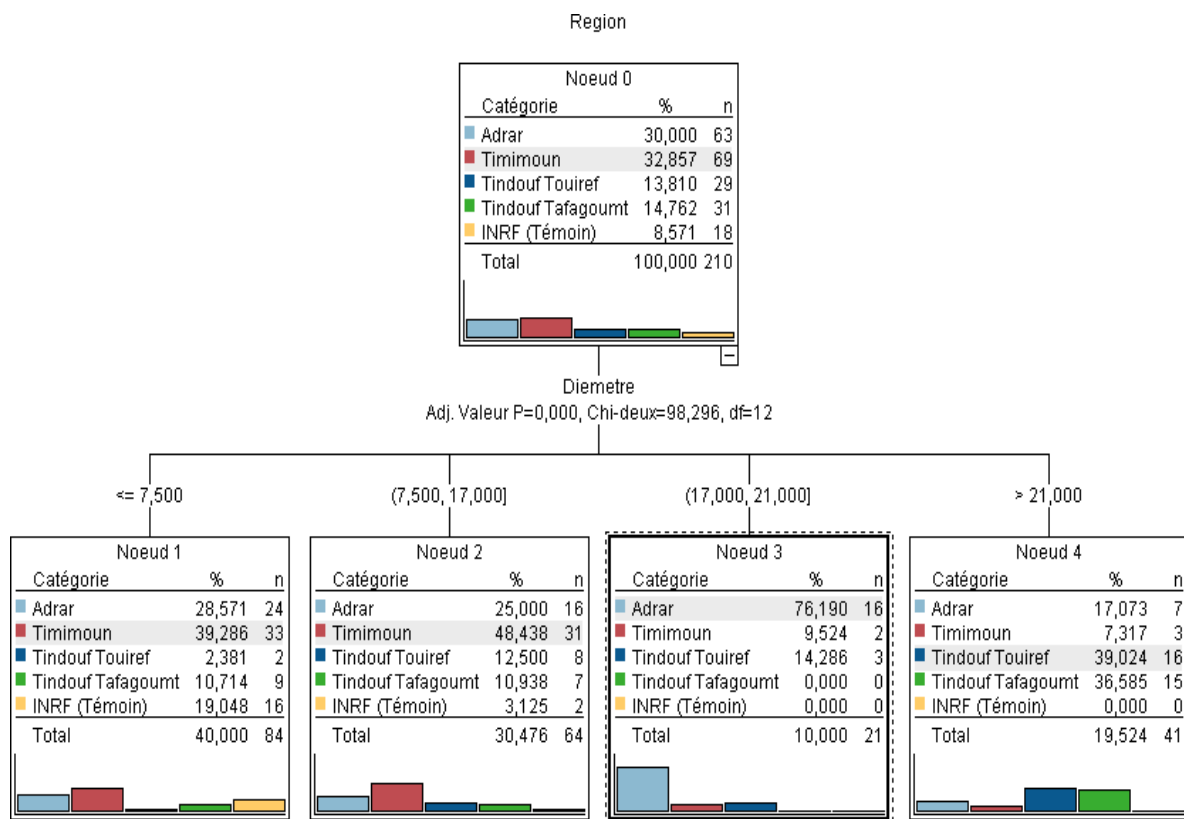 Region
Noeud 0
Catégorie % n
Adrar 30,000 63
Timimoun 32,857 69
Tindouf Touiref 13,810 29
Tindouf Tafagoumt 14,762 31
INRF (Témoin) 8,571 18
Total 100,000 210
Diemetre
Adj. Valeur P=0,000, Chi-deux=98,296, df=12
<= 7,500
(7,500, 17,000]
(17,000, 21,000]
> 21,000
Noeud 1
Catégorie % n
Adrar 28,571 24
Timimoun 39,286 33
Tindouf Touiref 2,381 2
Tindouf Tafagoumt 10,714 9
INRF (Témoin) 19,048 16
Total 40,000 84
Noeud 2
Catégorie % n
Adrar 25,000 16
Timimoun 48,438 31
Tindouf Touiref 12,500 8
Tindouf Tafagoumt 10,938 7
INRF (Témoin) 3,125 2
Total 30,476 64
Noeud 3
Catégorie % n
Adrar 76,190 16
Timimoun 9,524 2
Tindouf Touiref 14,286 3
Tindouf Tafagoumt 0,000 0
INRF (Témoin) 0,000 0
Total 10,000 21
Noeud 4
Catégorie % n
Adrar 17,073 7
Timimoun 7,317 3
Tindouf Touiref 39,024 16
Tindouf Tafagoumt 36,585 15
INRF (Témoin) 0,000 0
Total 19,524 41